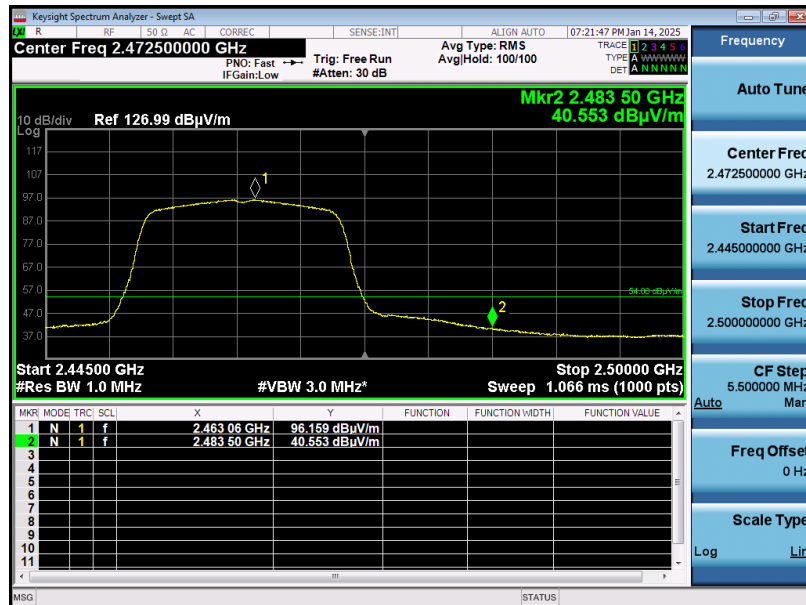 Keysight Spectrum Analyzer - Swept SA
LXI R RF 50 Ω AC CORREC SENSE:INT ALIGN AUTO 07:21:47 PM Jan 14, 2025
Center Freq 2.472500000 GHz
PNO: Fast
IFGain:Low
Trig: Free Run
#Atten: 30 dB
Avg Type: RMS
Avg|Hold: 100/100
TRACE 1 2 3 4 5 6
TYPE A WWWWW
DET A N N N N N
Mkr2 2.483 50 GHz
40.553 dBµV/m
10 dB/div Ref 126.99 dBµV/m
Log
117
107
97.0
87.0
77.0
67.0
57.0
47.0
37.0
1
2
54.00 dBµV/m
Start 2.44500 GHz Stop 2.50000 GHz
#Res BW 1.0 MHz #VBW 3.0 MHz* Sweep 1.066 ms (1000 pts)
MKR MODE TRC SCL X Y FUNCTION FUNCTION WIDTH FUNCTION VALUE
1 N 1 f 2.463 06 GHz 96.159 dBµV/m
2 N 1 f 2.483 50 GHz 40.553 dBµV/m
3
4
5
6
7
8
9
10
11
MSG STATUS
Frequency
Auto Tune
Center Freq
2.472500000 GHz
Start Freq
2.445000000 GHz
Stop Freq
2.500000000 GHz
CF Step
5.500000 MHz
Auto Man
Freq Offset
0 Hz
Scale Type
Log Lin